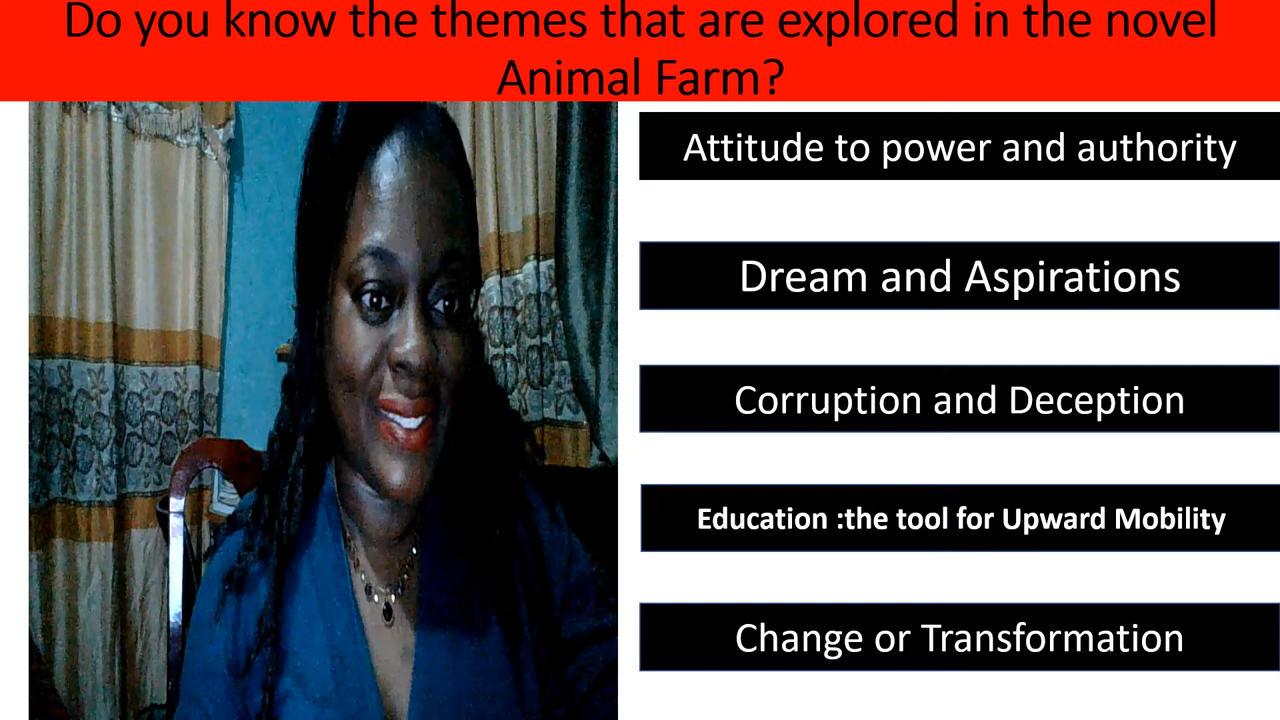 Do you know the themes that are explored in the novel
Animal Farm?
Attitude to power and authority
Dream and Aspirations
Corruption and Deception
Education :the tool for Upward Mobility
Change or Transformation